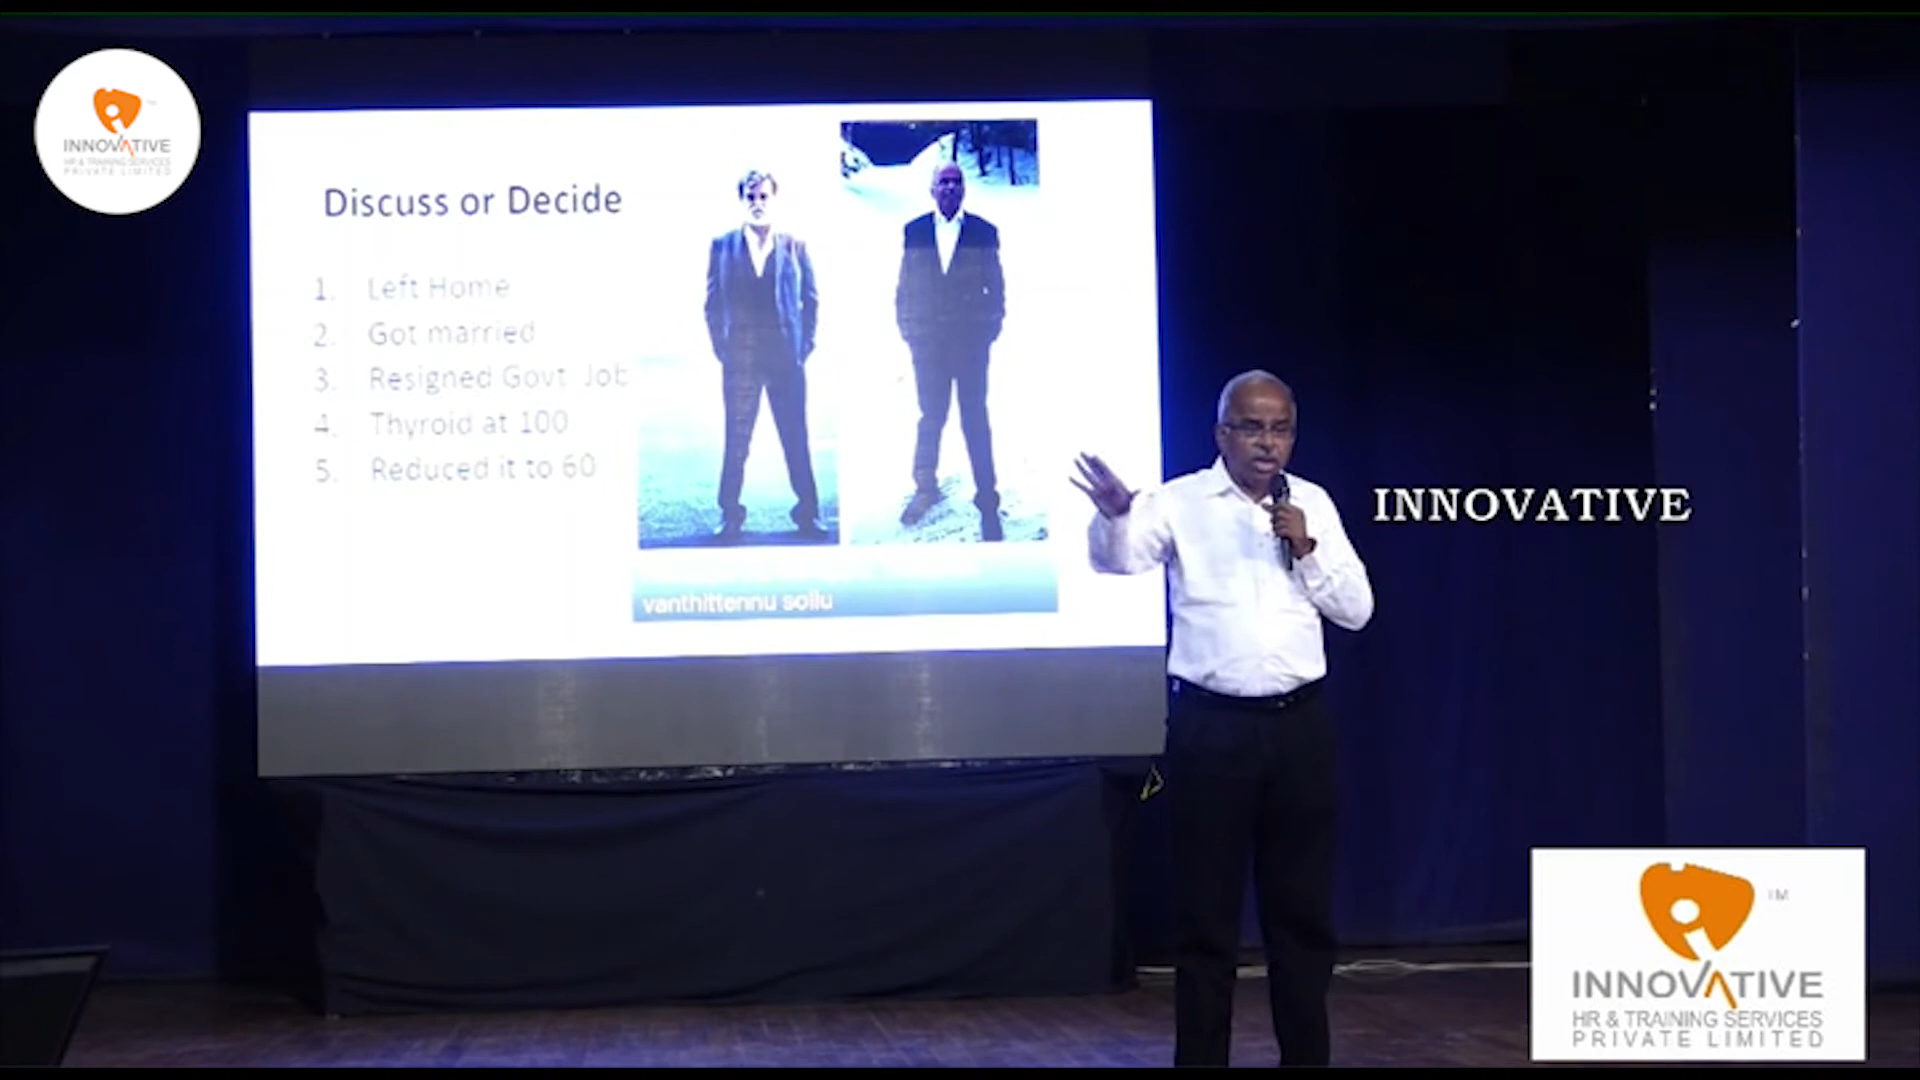 INNOVATIVE
HR & TRAINING SERVICES
PRIVATE LIMITED
Discuss or Decide
1. Left Home
2. Got married
3. Resigned Govt Job
4. Thyroid at 100
5. Reduced it to 60
vanthittennu sollu
INNOVATIVE
TM
INNOVATIVE
HR & TRAINING SERVICES
PRIVATE LIMITED